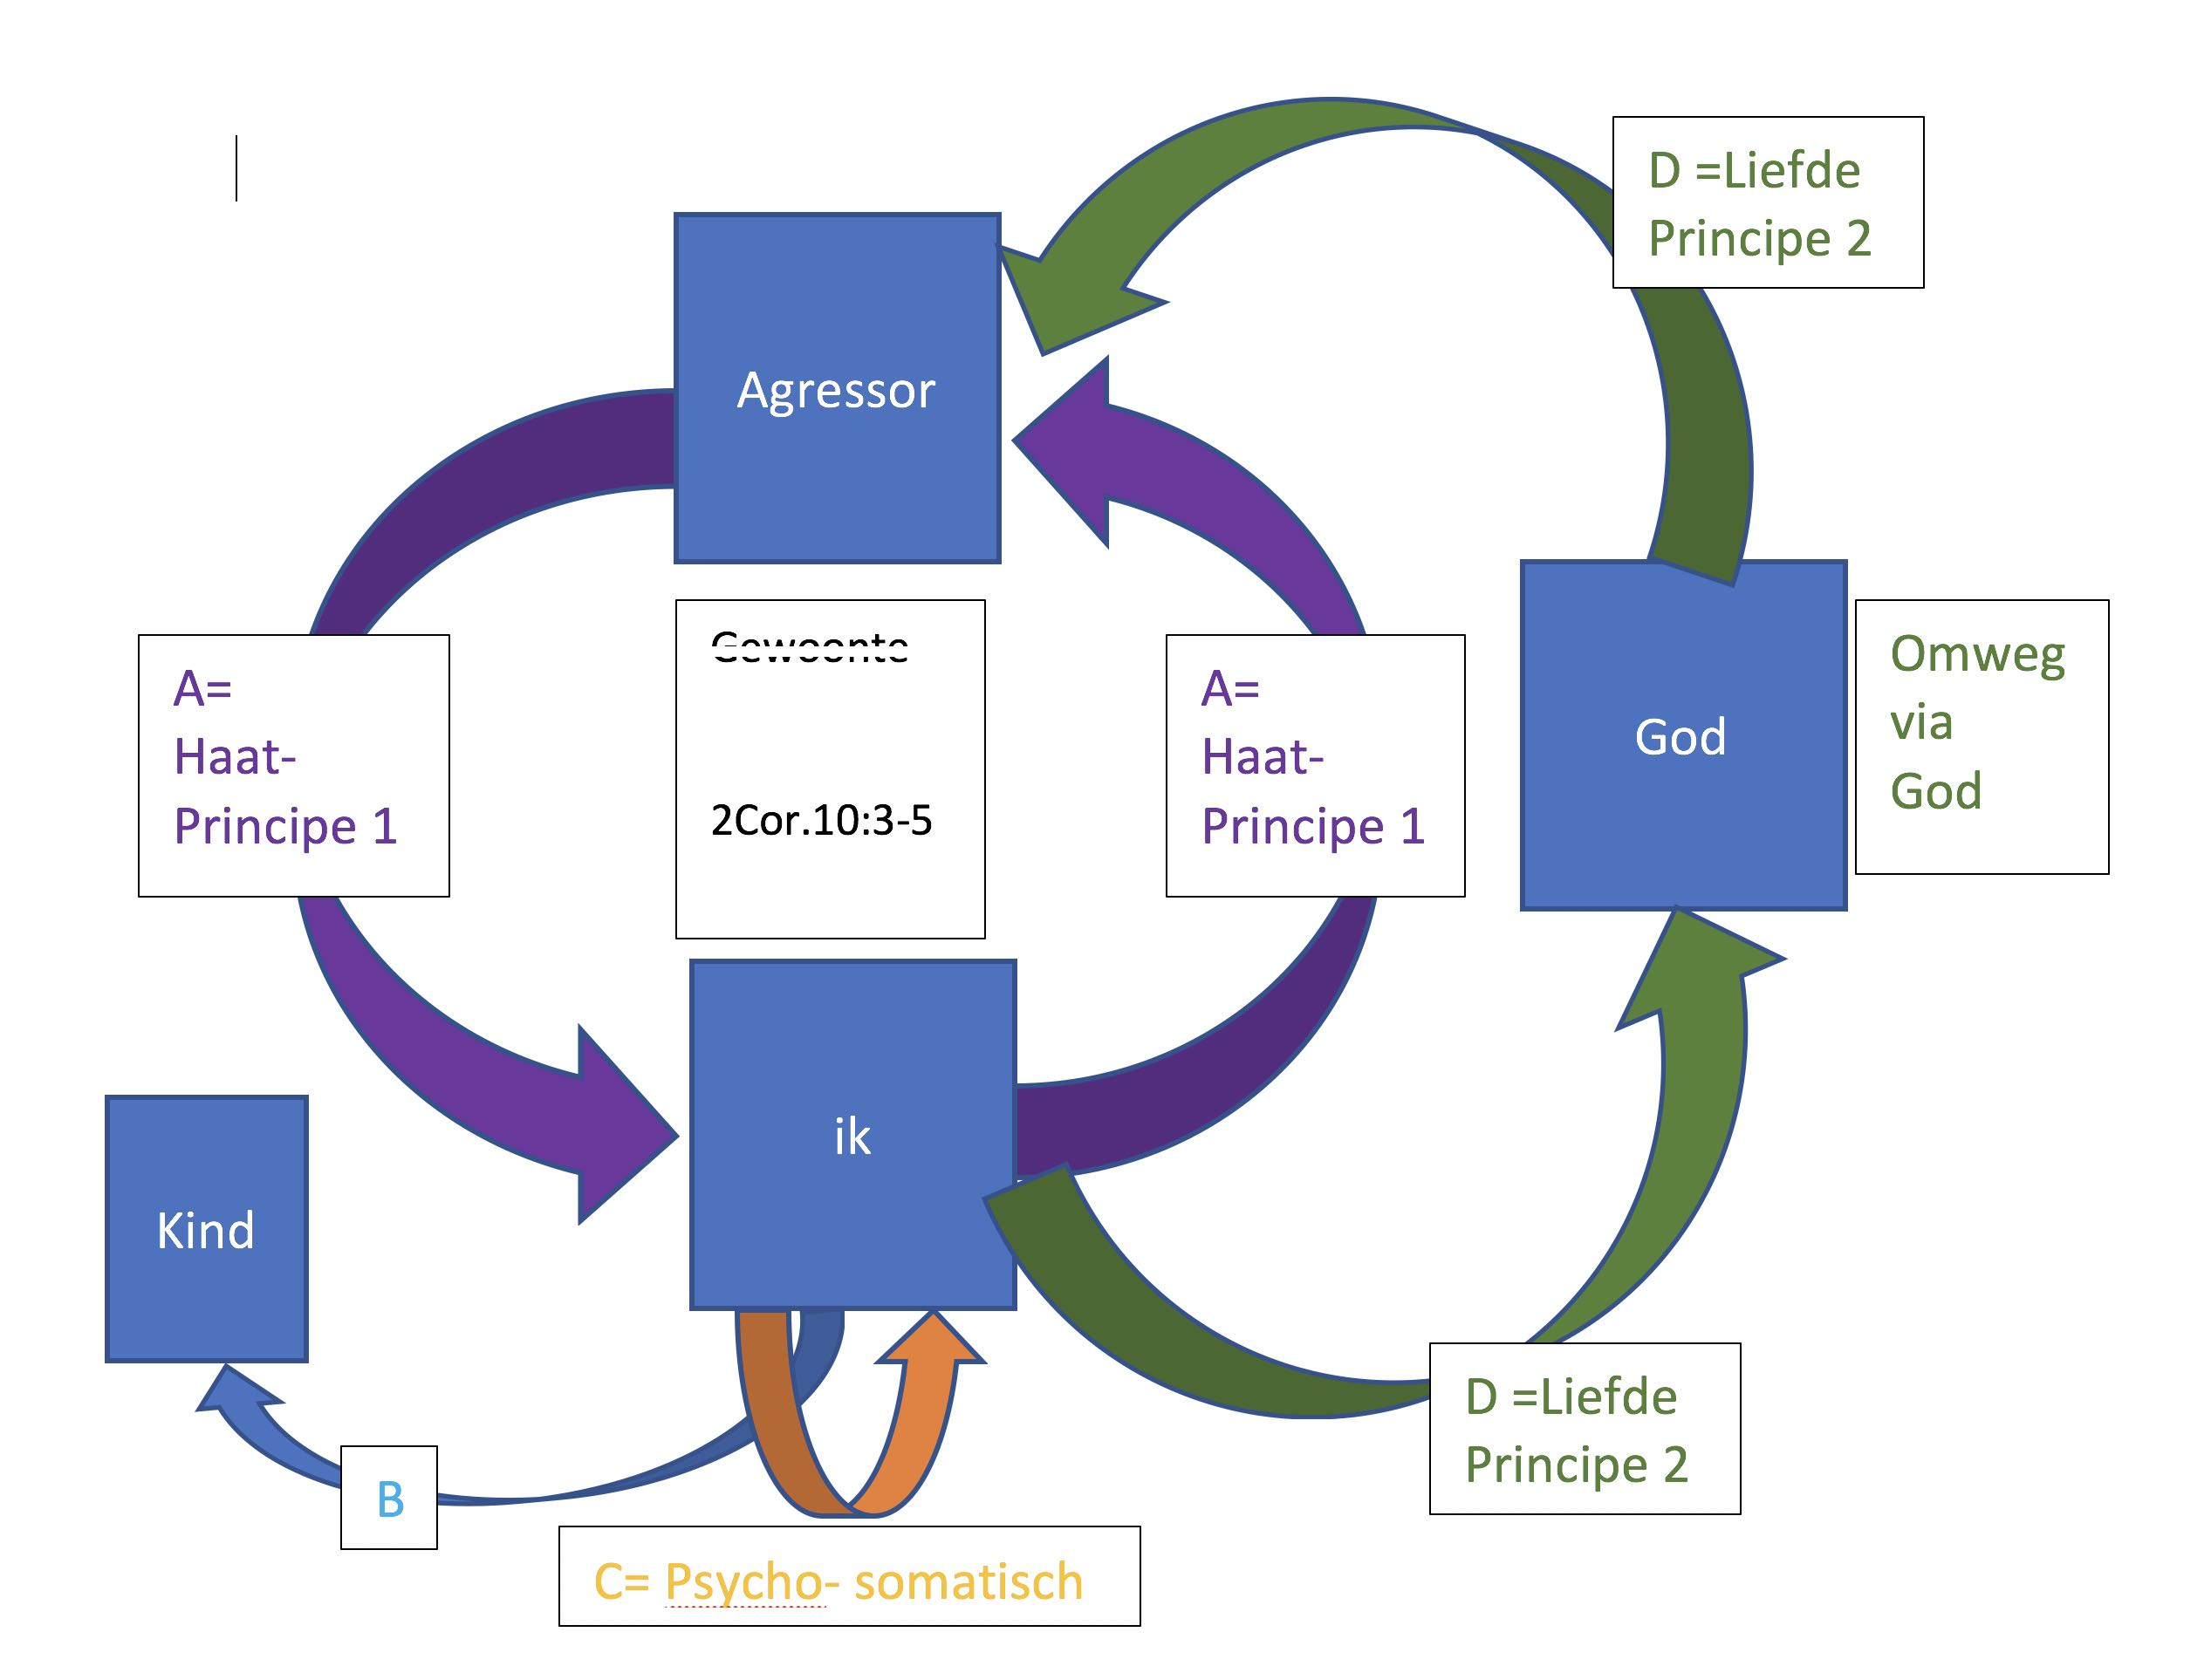 D =Liefde
Principe 2
Agressor
Gewoonte
2Cor.10:3-5
A=
Haat-
Principe 1
A=
Haat-
Principe 1
God
Omweg
via
God
ik
Kind
B
D =Liefde
Principe 2
C= Psycho- somatisch